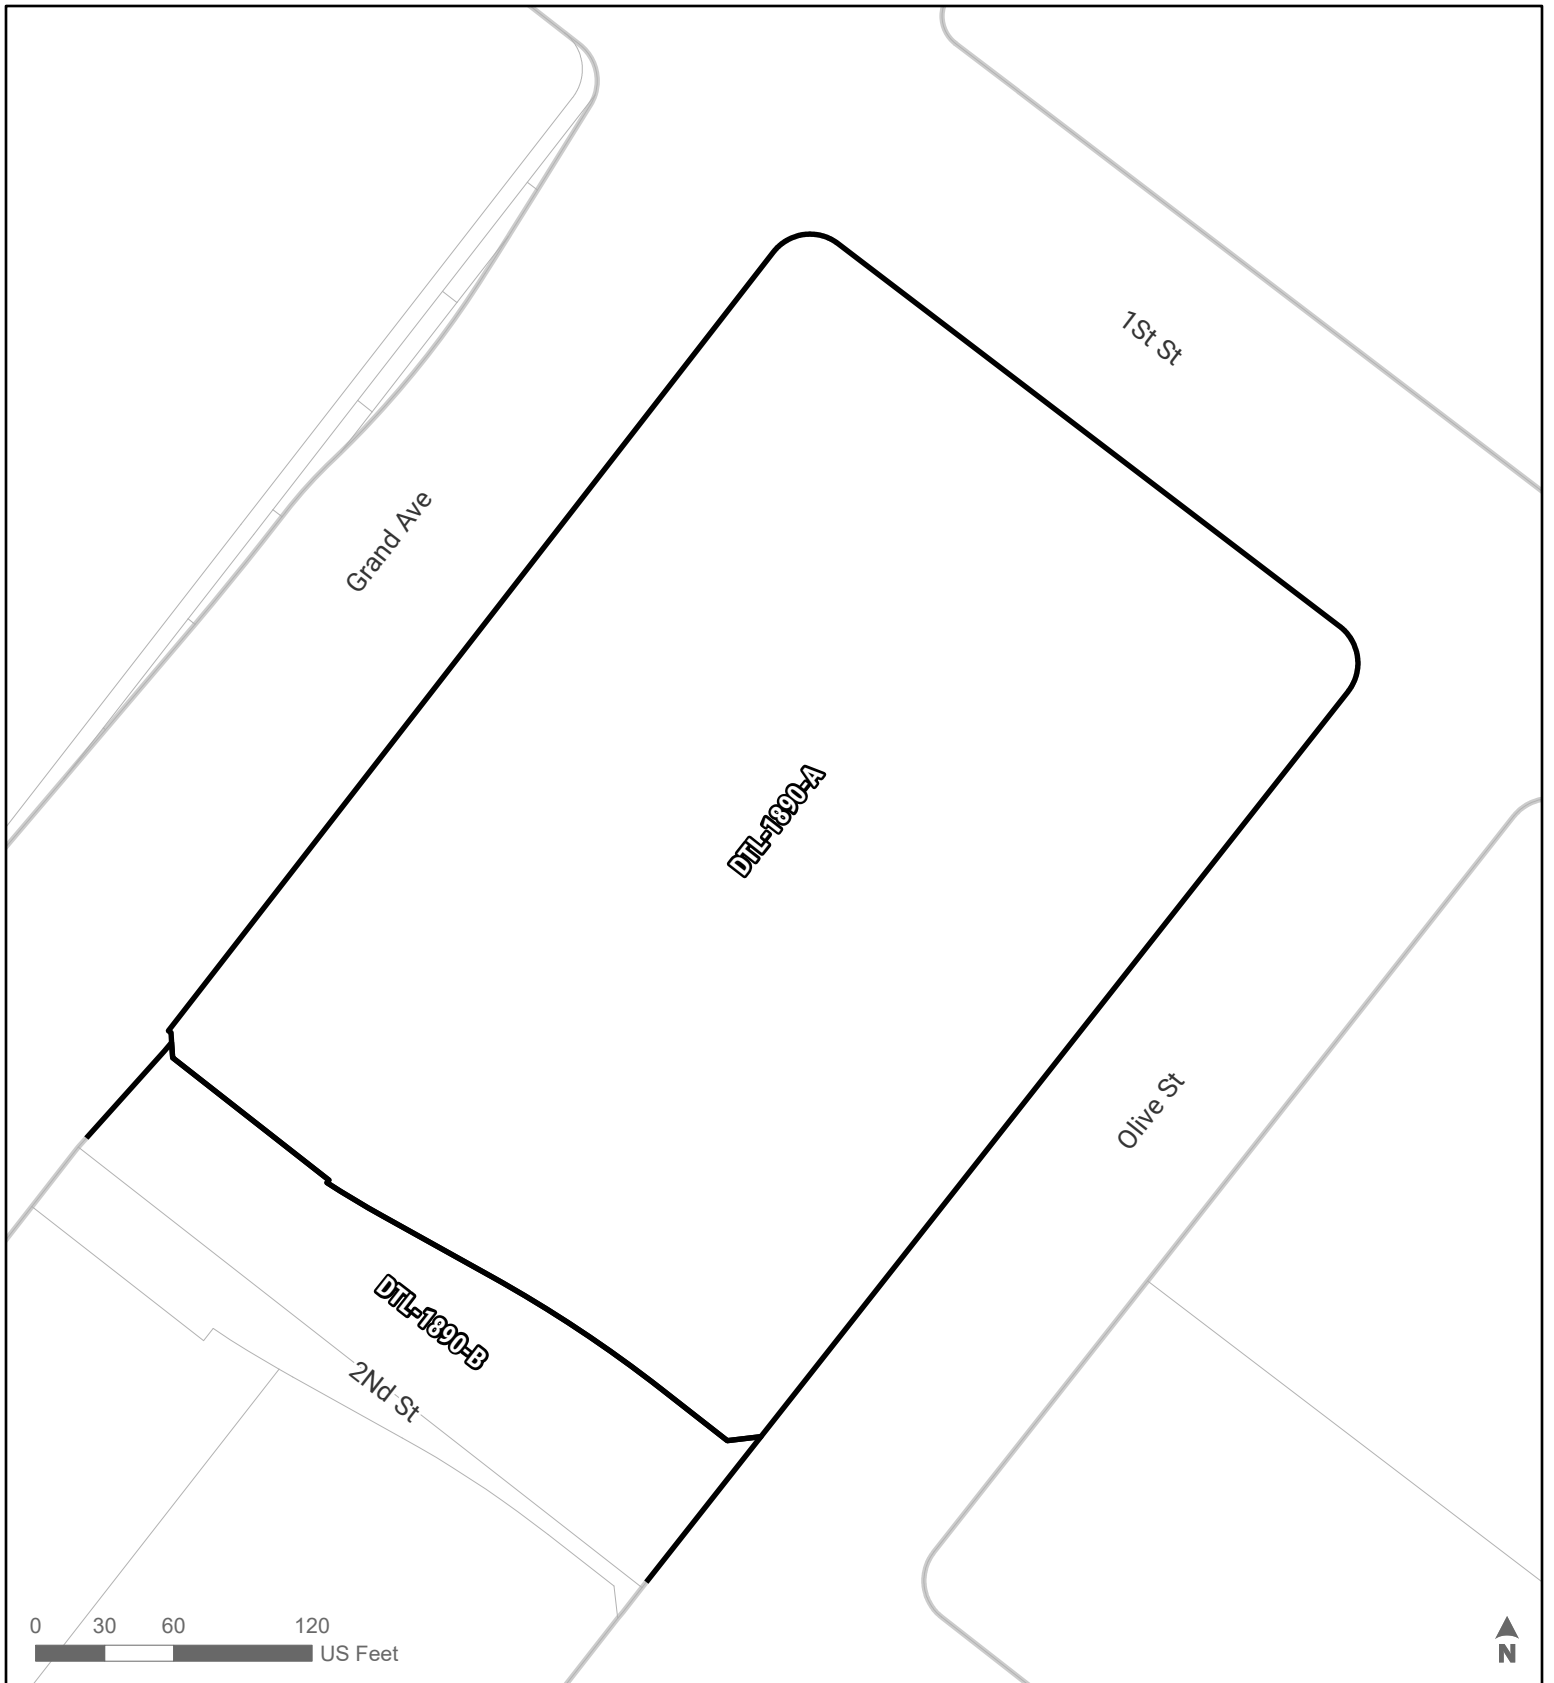 1St St
Grand Ave
DTL-1890-A
Olive St
DTL-1890-B
2Nd St
0 30 60 120
US Feet
N